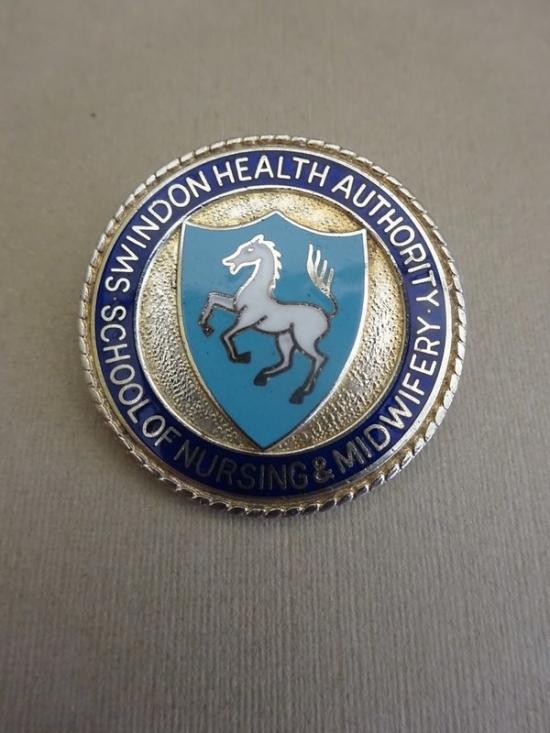 SWINDON HEALTH AUTHORITY
SCHOOL OF NURSING & MIDWIFERY